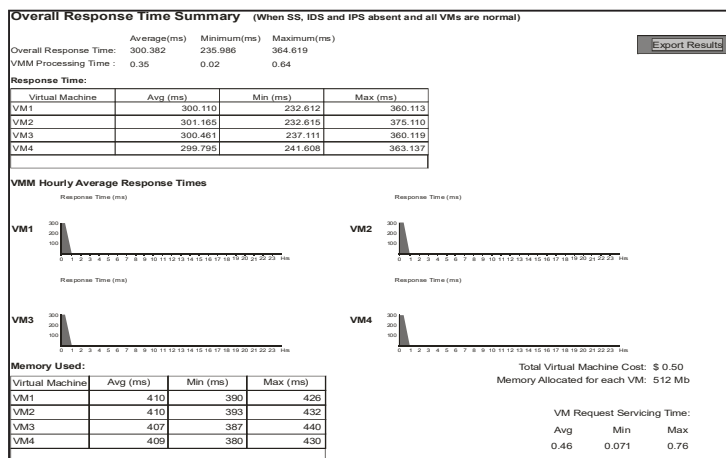 Overall Response Time Summary (When SS, IDS and IPS absent and all VMs are normal)
Average(ms) Minimum(ms) Maximum(ms)
Overall Response Time: 300.382 235.986 364.619
VMM Processing Time : 0.35 0.02 0.64
Export Results
Response Time:
Virtual Machine Avg (ms) Min (ms) Max (ms)
VM1 300.110 232.612 360.113
VM2 301.165 232.615 375.110
VM3 300.461 237.111 360.119
VM4 299.795 241.608 363.137
VMM Hourly Average Response Times
Response Time (ms)
VM1
300
200
100
0 1 2 3 4 5 6 7 8 9 10 11 12 13 14 15 16 17 18 19 20 21 22 23 Hrs
Response Time (ms)
VM2
300
200
100
0 1 2 3 4 5 6 7 8 9 10 11 12 13 14 15 16 17 18 19 20 21 22 23 Hrs
Response Time (ms)
VM3
300
200
100
0 1 2 3 4 5 6 7 8 9 10 11 12 13 14 15 16 17 18 19 20 21 22 23 Hrs
Response Time (ms)
VM4
300
200
100
0 1 2 3 4 5 6 7 8 9 10 11 12 13 14 15 16 17 18 19 20 21 22 23 Hrs
Memory Used:
Virtual Machine Avg (ms) Min (ms) Max (ms)
VM1 410 390 426
VM2 410 393 432
VM3 407 387 440
VM4 409 380 430
Total Virtual Machine Cost: $ 0.50
Memory Allocated for each VM: 512 Mb
VM Request Servicing Time:
Avg Min Max
0.46 0.071 0.76